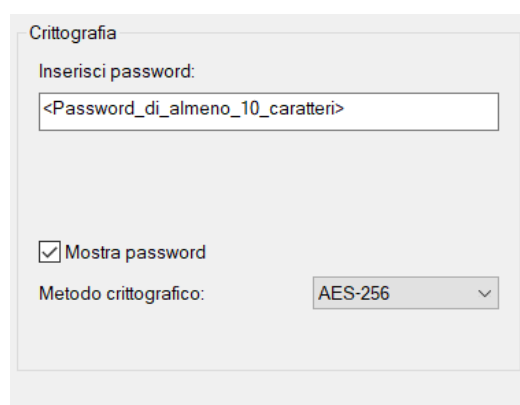 Crittografia
Inserisci password:
<Password_di_almeno_10_caratteri>
Mostra password
Metodo crittografico: AES-256